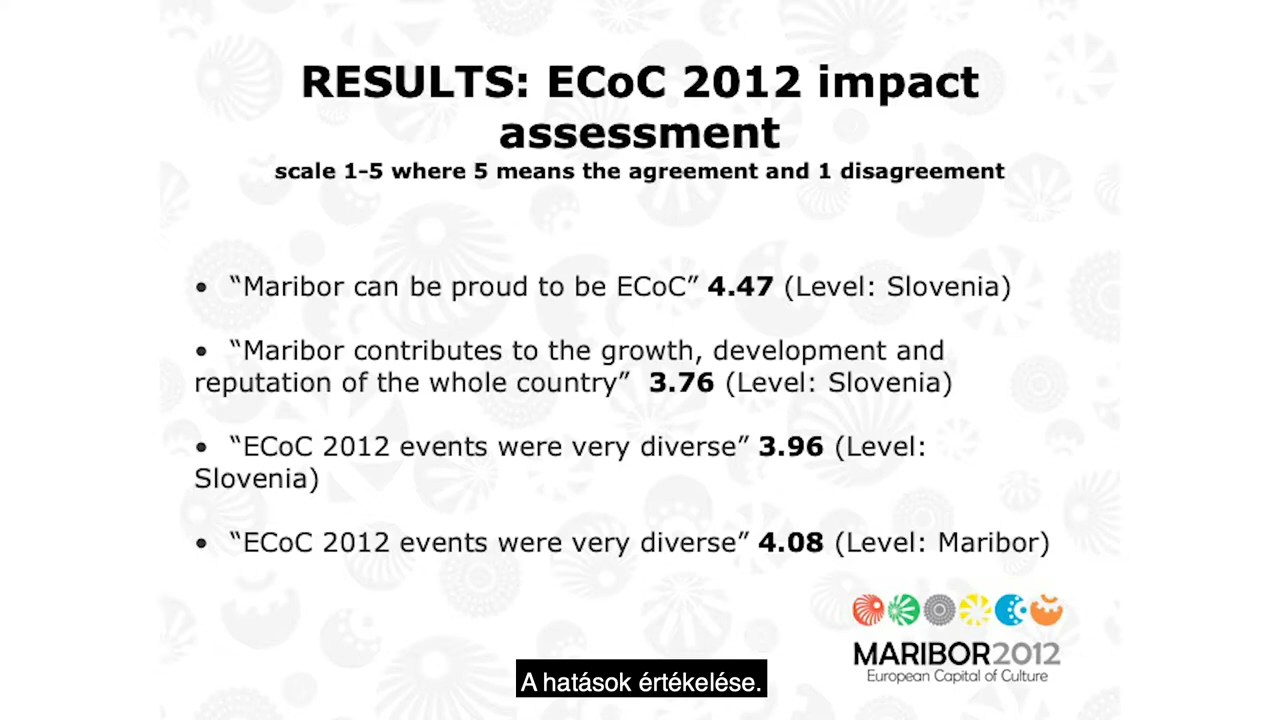 RESULTS: ECoC 2012 impact
assessment
scale 1-5 where 5 means the agreement and 1 disagreement
• “Maribor can be proud to be ECoC” 4.47 (Level: Slovenia)
• “Maribor contributes to the growth, development and
reputation of the whole country” 3.76 (Level: Slovenia)
• “ECoC 2012 events were very diverse” 3.96 (Level:
Slovenia)
• “ECoC 2012 events were very diverse” 4.08 (Level: Maribor)
MARIBOR2012
European Capital of Culture
A hatások értékelése.